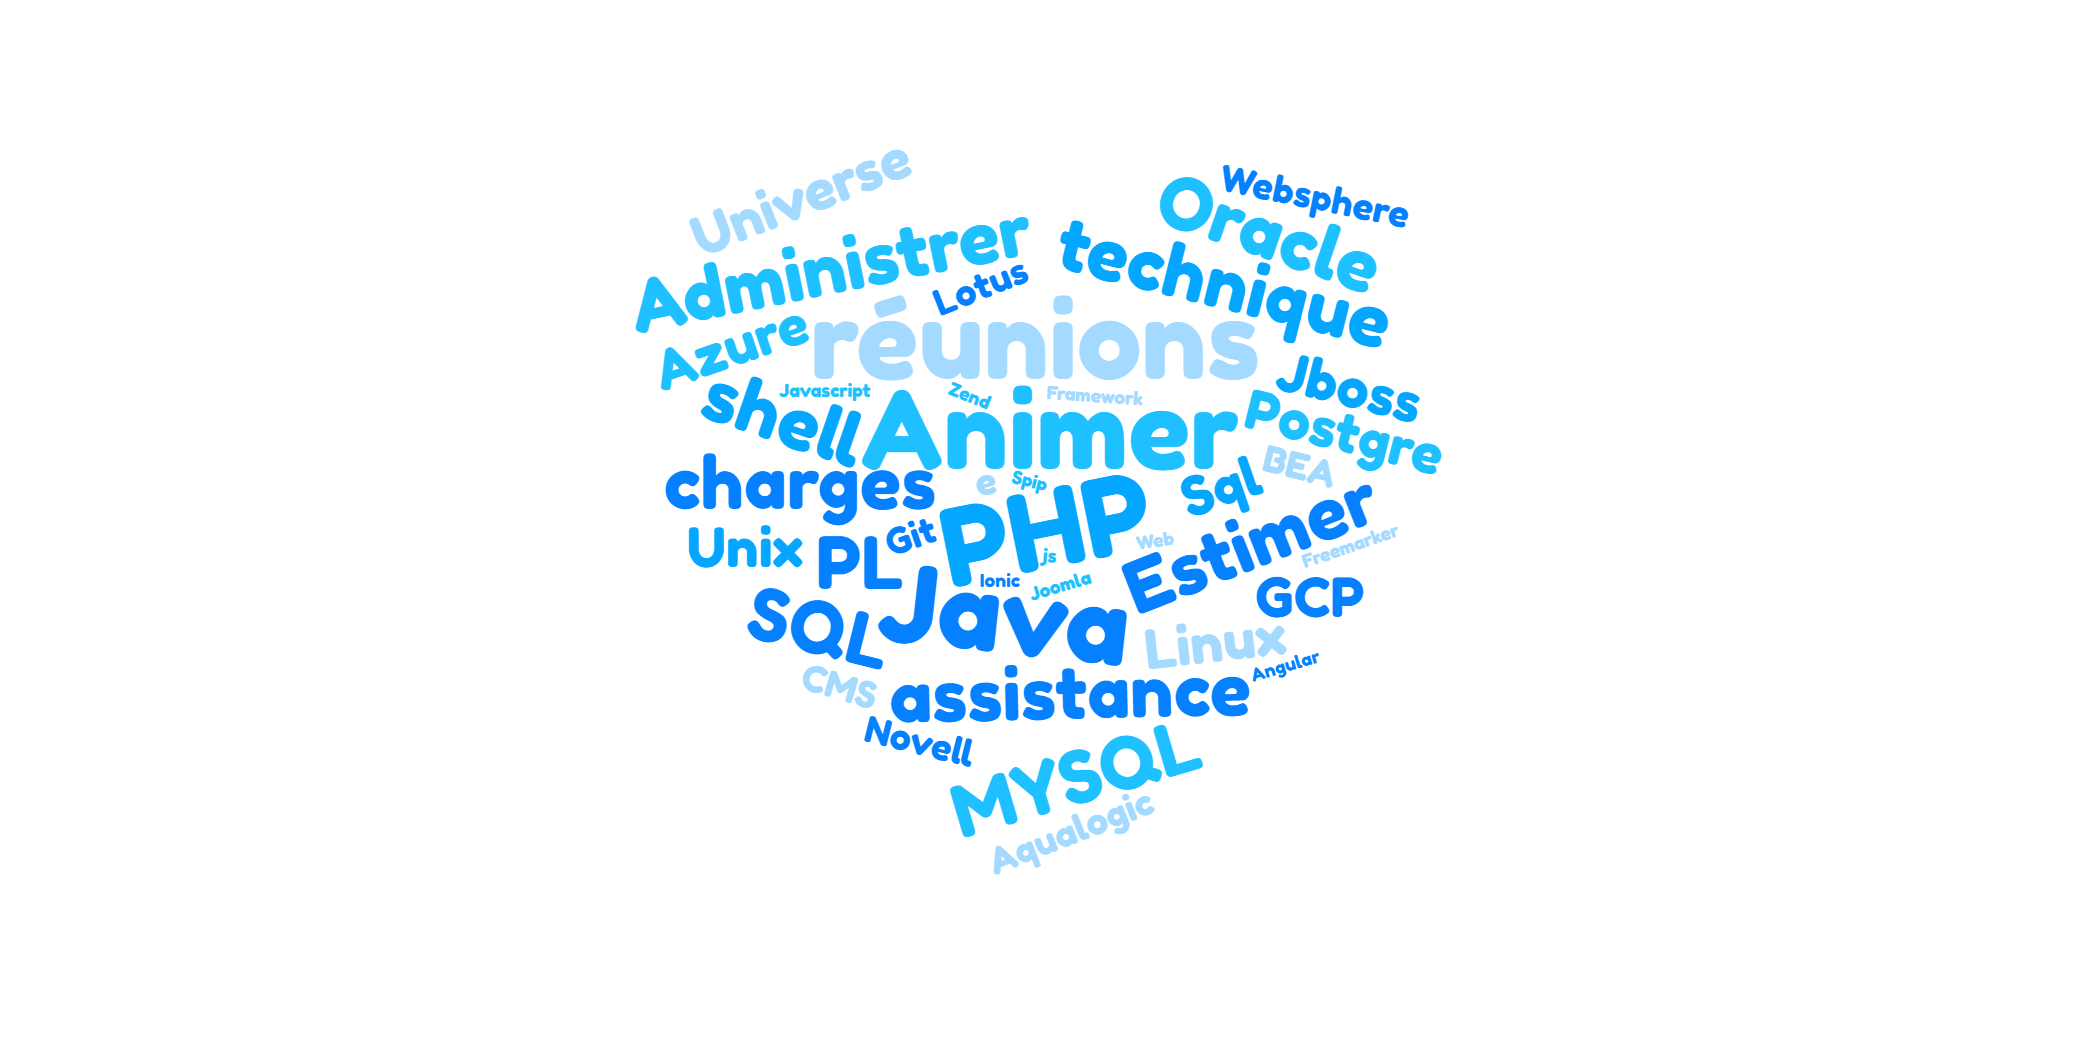 Universe
Websphere
Oracle
Administrer
technique
Lotus
réunions
Azure
Jboss
Javascript
Zend
Framework
shell
Animer
Postgre
BEA
charges
e
Spip
Sql
PHP
Estimer
Git
Unix
PL
js
Web
Freemarker
Ionic
Joomla
GCP
Java
SQL
Linux
Angular
CMS
assistance
Novell
MYSQL
Aqualogic